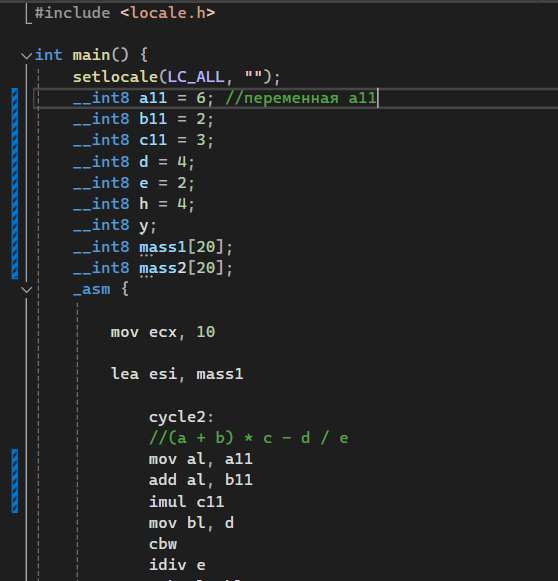 #include <locale.h>
int main() {
setlocale(LC_ALL, "");
__int8 a11 = 6; //переменная a11
__int8 b11 = 2;
__int8 c11 = 3;
__int8 d = 4;
__int8 e = 2;
__int8 h = 4;
__int8 y;
__int8 mass1[20];
__int8 mass2[20];
_asm {
mov ecx, 10
lea esi, mass1
cycle2:
//(a + b) * c - d / e
mov al, a11
add al, b11
imul c11
mov bl, d
cbw
idiv e